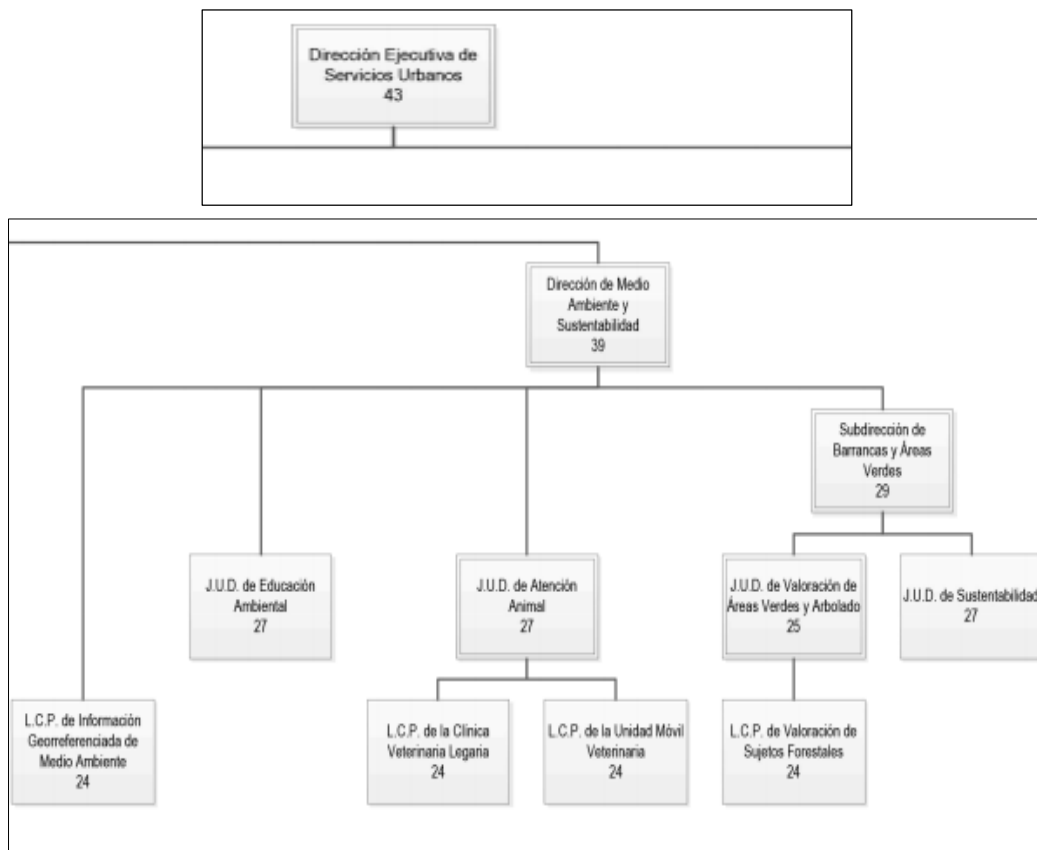 Dirección Ejecutiva de
Servicios Urbanos
43
Dirección de Medio
Ambiente y
Sustentabilidad
39
Subdirección de
Barrancas y Áreas
Verdes
29
J.U.D. de Educación
Ambiental
27
J.U.D. de Atención
Animal
27
J.U.D. de Valoración de
Áreas Verdes y Arbolado
25
J.U.D. de Sustentabilidad
27
L.C.P. de Información
Georreferenciada de
Medio Ambiente
24
L.C.P. de la Clínica
Veterinaria Legaria
24
L.C.P. de la Unidad Móvil
Veterinaria
24
L.C.P. de Valoración de
Sujetos Forestales
24